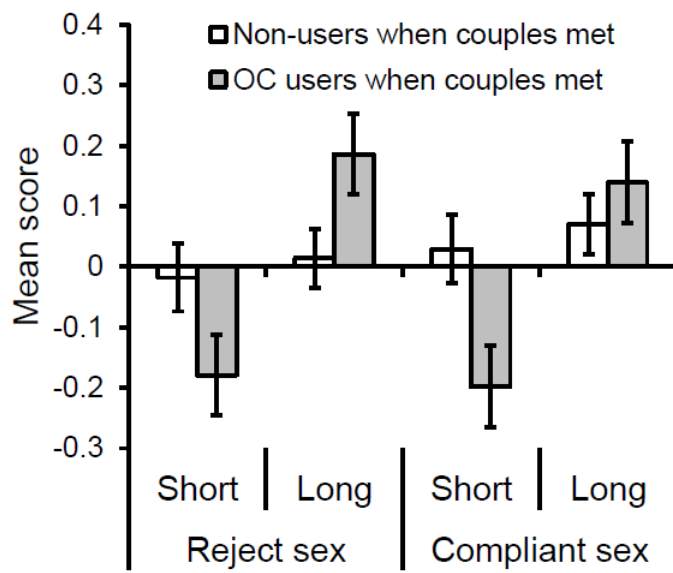 0.4
Non-users when couples met
OC users when couples met
0.3
0.2
0.1
0
-0.1
-0.2
-0.3
Mean score
Short Long Short Long
Reject sex Compliant sex